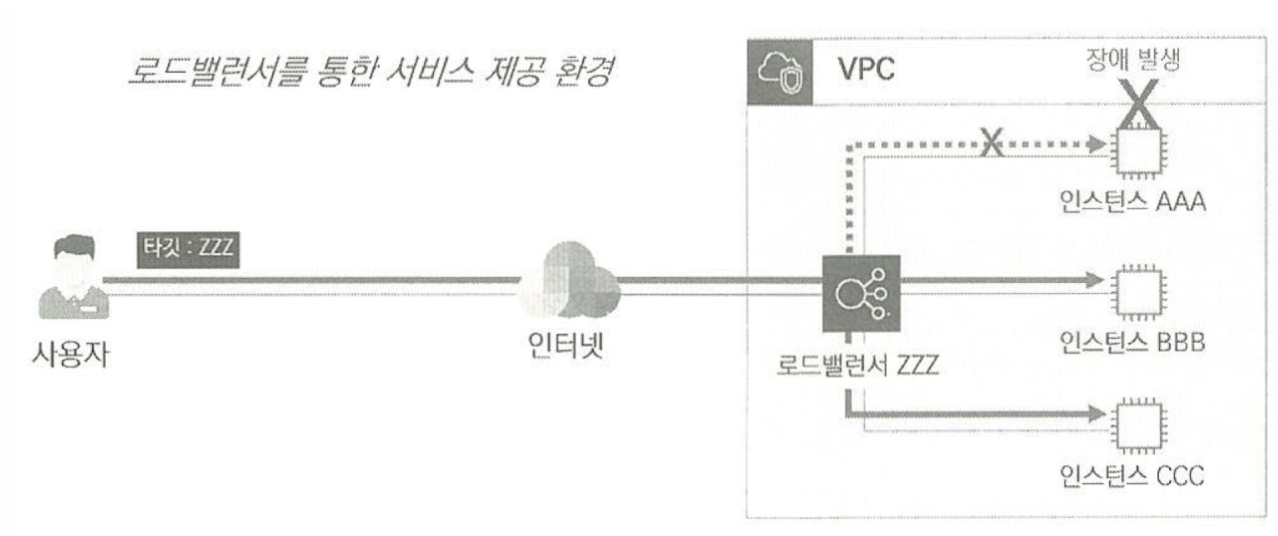 로드밸런서를 통한 서비스 제공 환경
VPC
장애 발생
X
X
인스턴스 AAA
타깃 : ZZZ
사용자
인터넷
로드밸런서 ZZZ
인스턴스 BBB
인스턴스 CCC